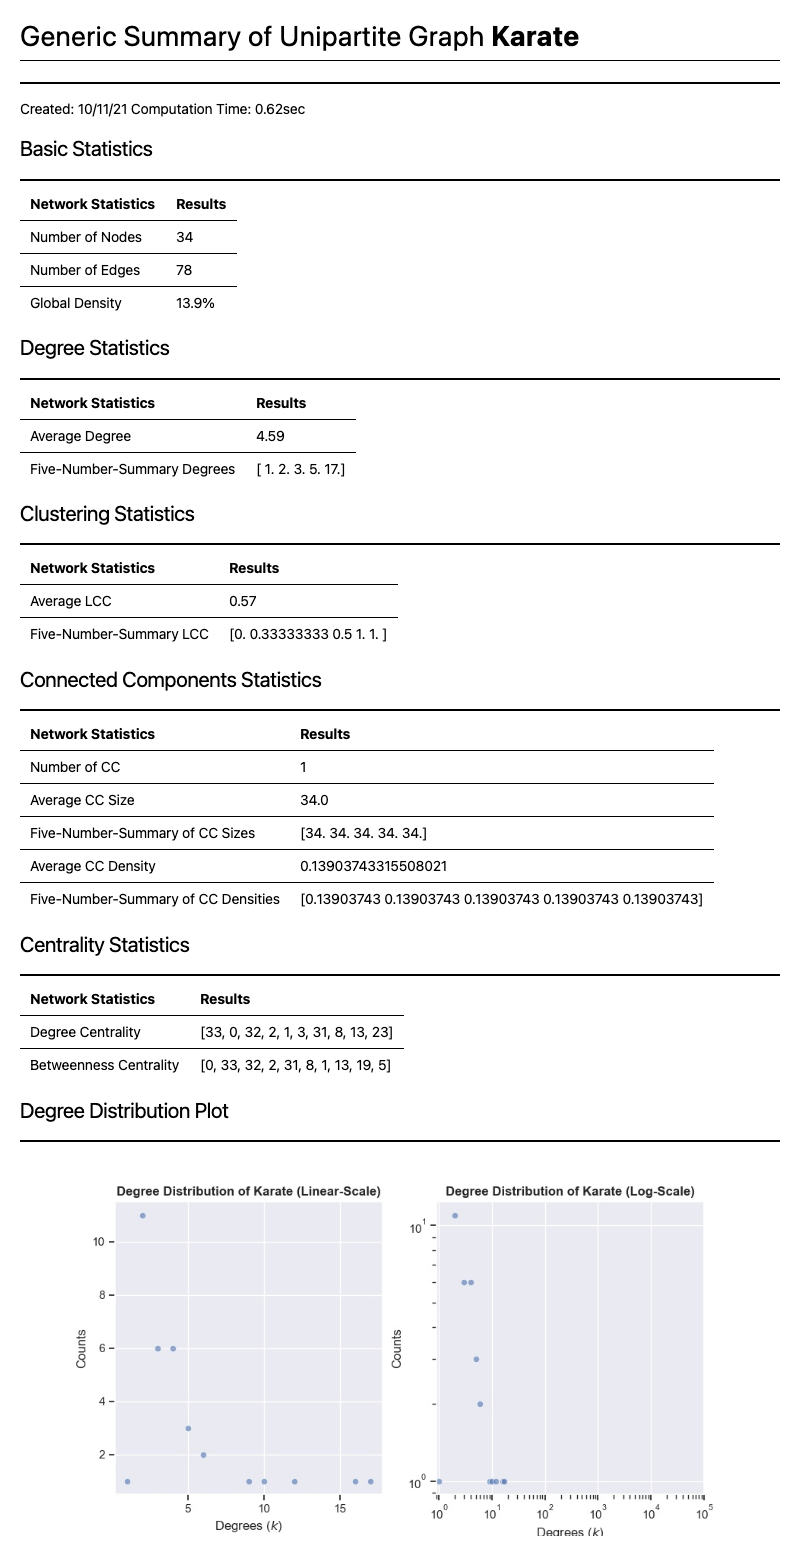 Generic Summary of Unipartite Graph Karate
Created: 10/11/21 Computation Time: 0.62sec
Basic Statistics
Network Statistics Results
Number of Nodes 34
Number of Edges 78
Global Density 13.9%
Degree Statistics
Network Statistics Results
Average Degree 4.59
Five-Number-Summary Degrees [ 1. 2. 3. 5. 17.]
Clustering Statistics
Network Statistics Results
Average LCC 0.57
Five-Number-Summary LCC [0. 0.33333333 0.5 1. 1. ]
Connected Components Statistics
Network Statistics Results
Number of CC 1
Average CC Size 34.0
Five-Number-Summary of CC Sizes [34. 34. 34. 34. 34.]
Average CC Density 0.13903743315508021
Five-Number-Summary of CC Densities [0.13903743 0.13903743 0.13903743 0.13903743 0.13903743]
Centrality Statistics
Network Statistics Results
Degree Centrality [33, 0, 32, 2, 1, 3, 31, 8, 13, 23]
Betweenness Centrality [0, 33, 32, 2, 31, 8, 1, 13, 19, 5]
Degree Distribution Plot
Degree Distribution of Karate (Linear-Scale)
10
8
6
4
2
Counts
5 10 15
Degrees (k)
Degree Distribution of Karate (Log-Scale)
10^1
10^0
Counts
10^0 10^1 10^2 10^3 10^4 10^5
Degrees (k)